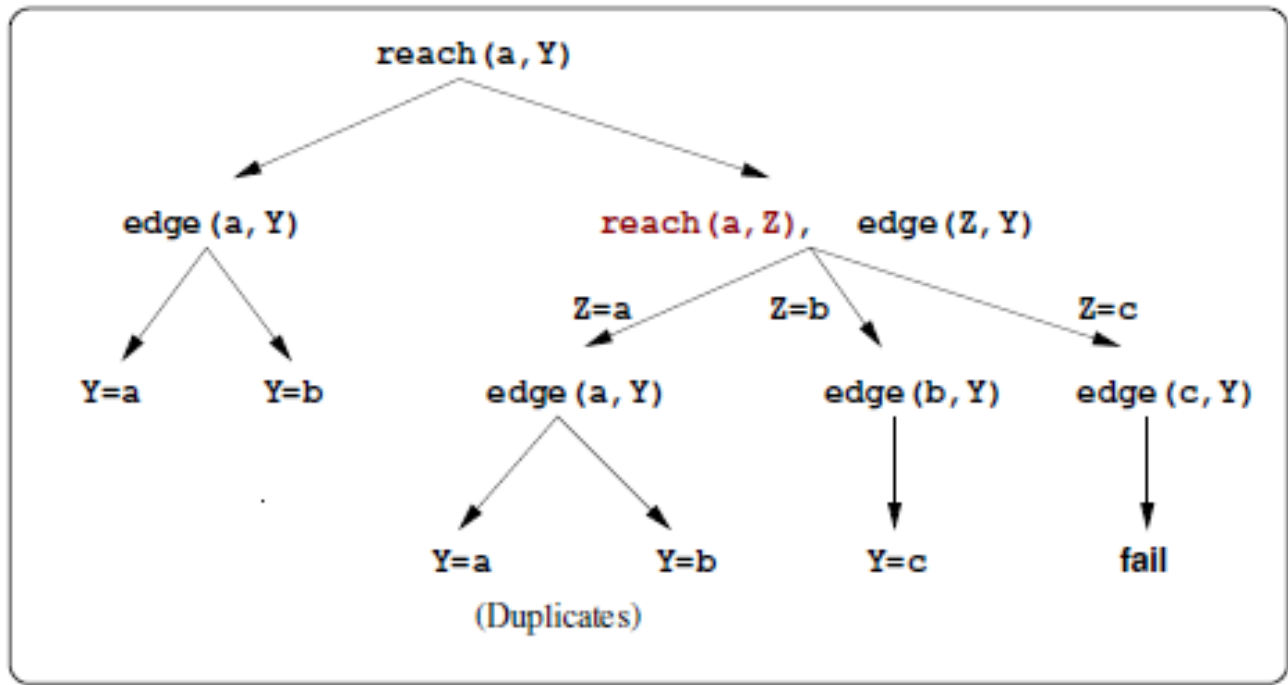 reach(a,Y)
edge(a,Y) reach(a,Z), edge(Z,Y)
Z=a Z=b Z=c
Y=a Y=b edge(a,Y) edge(b,Y) edge(c,Y)
Y=a Y=b Y=c fail
(Duplicates)